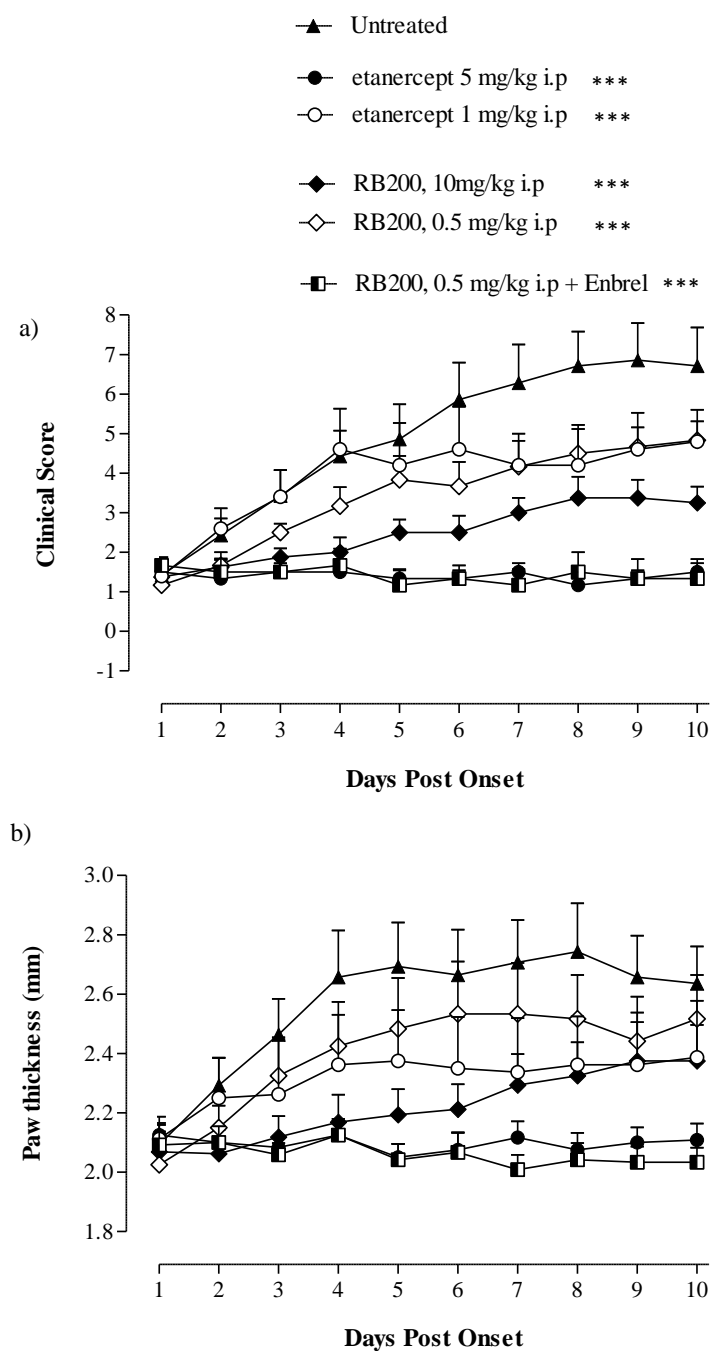 Untreated
etanercept 5 mg/kg i.p ***
etanercept 1 mg/kg i.p ***
RB200, 10mg/kg i.p ***
RB200, 0.5 mg/kg i.p ***
RB200, 0.5 mg/kg i.p + Enbrel ***
a)
Clinical Score
8
7
6
5
4
3
2
1
0
-1
1 2 3 4 5 6 7 8 9 10
Days Post Onset
b)
Paw thickness (mm)
3.0
2.8
2.6
2.4
2.2
2.0
1.8
1 2 3 4 5 6 7 8 9 10
Days Post Onset